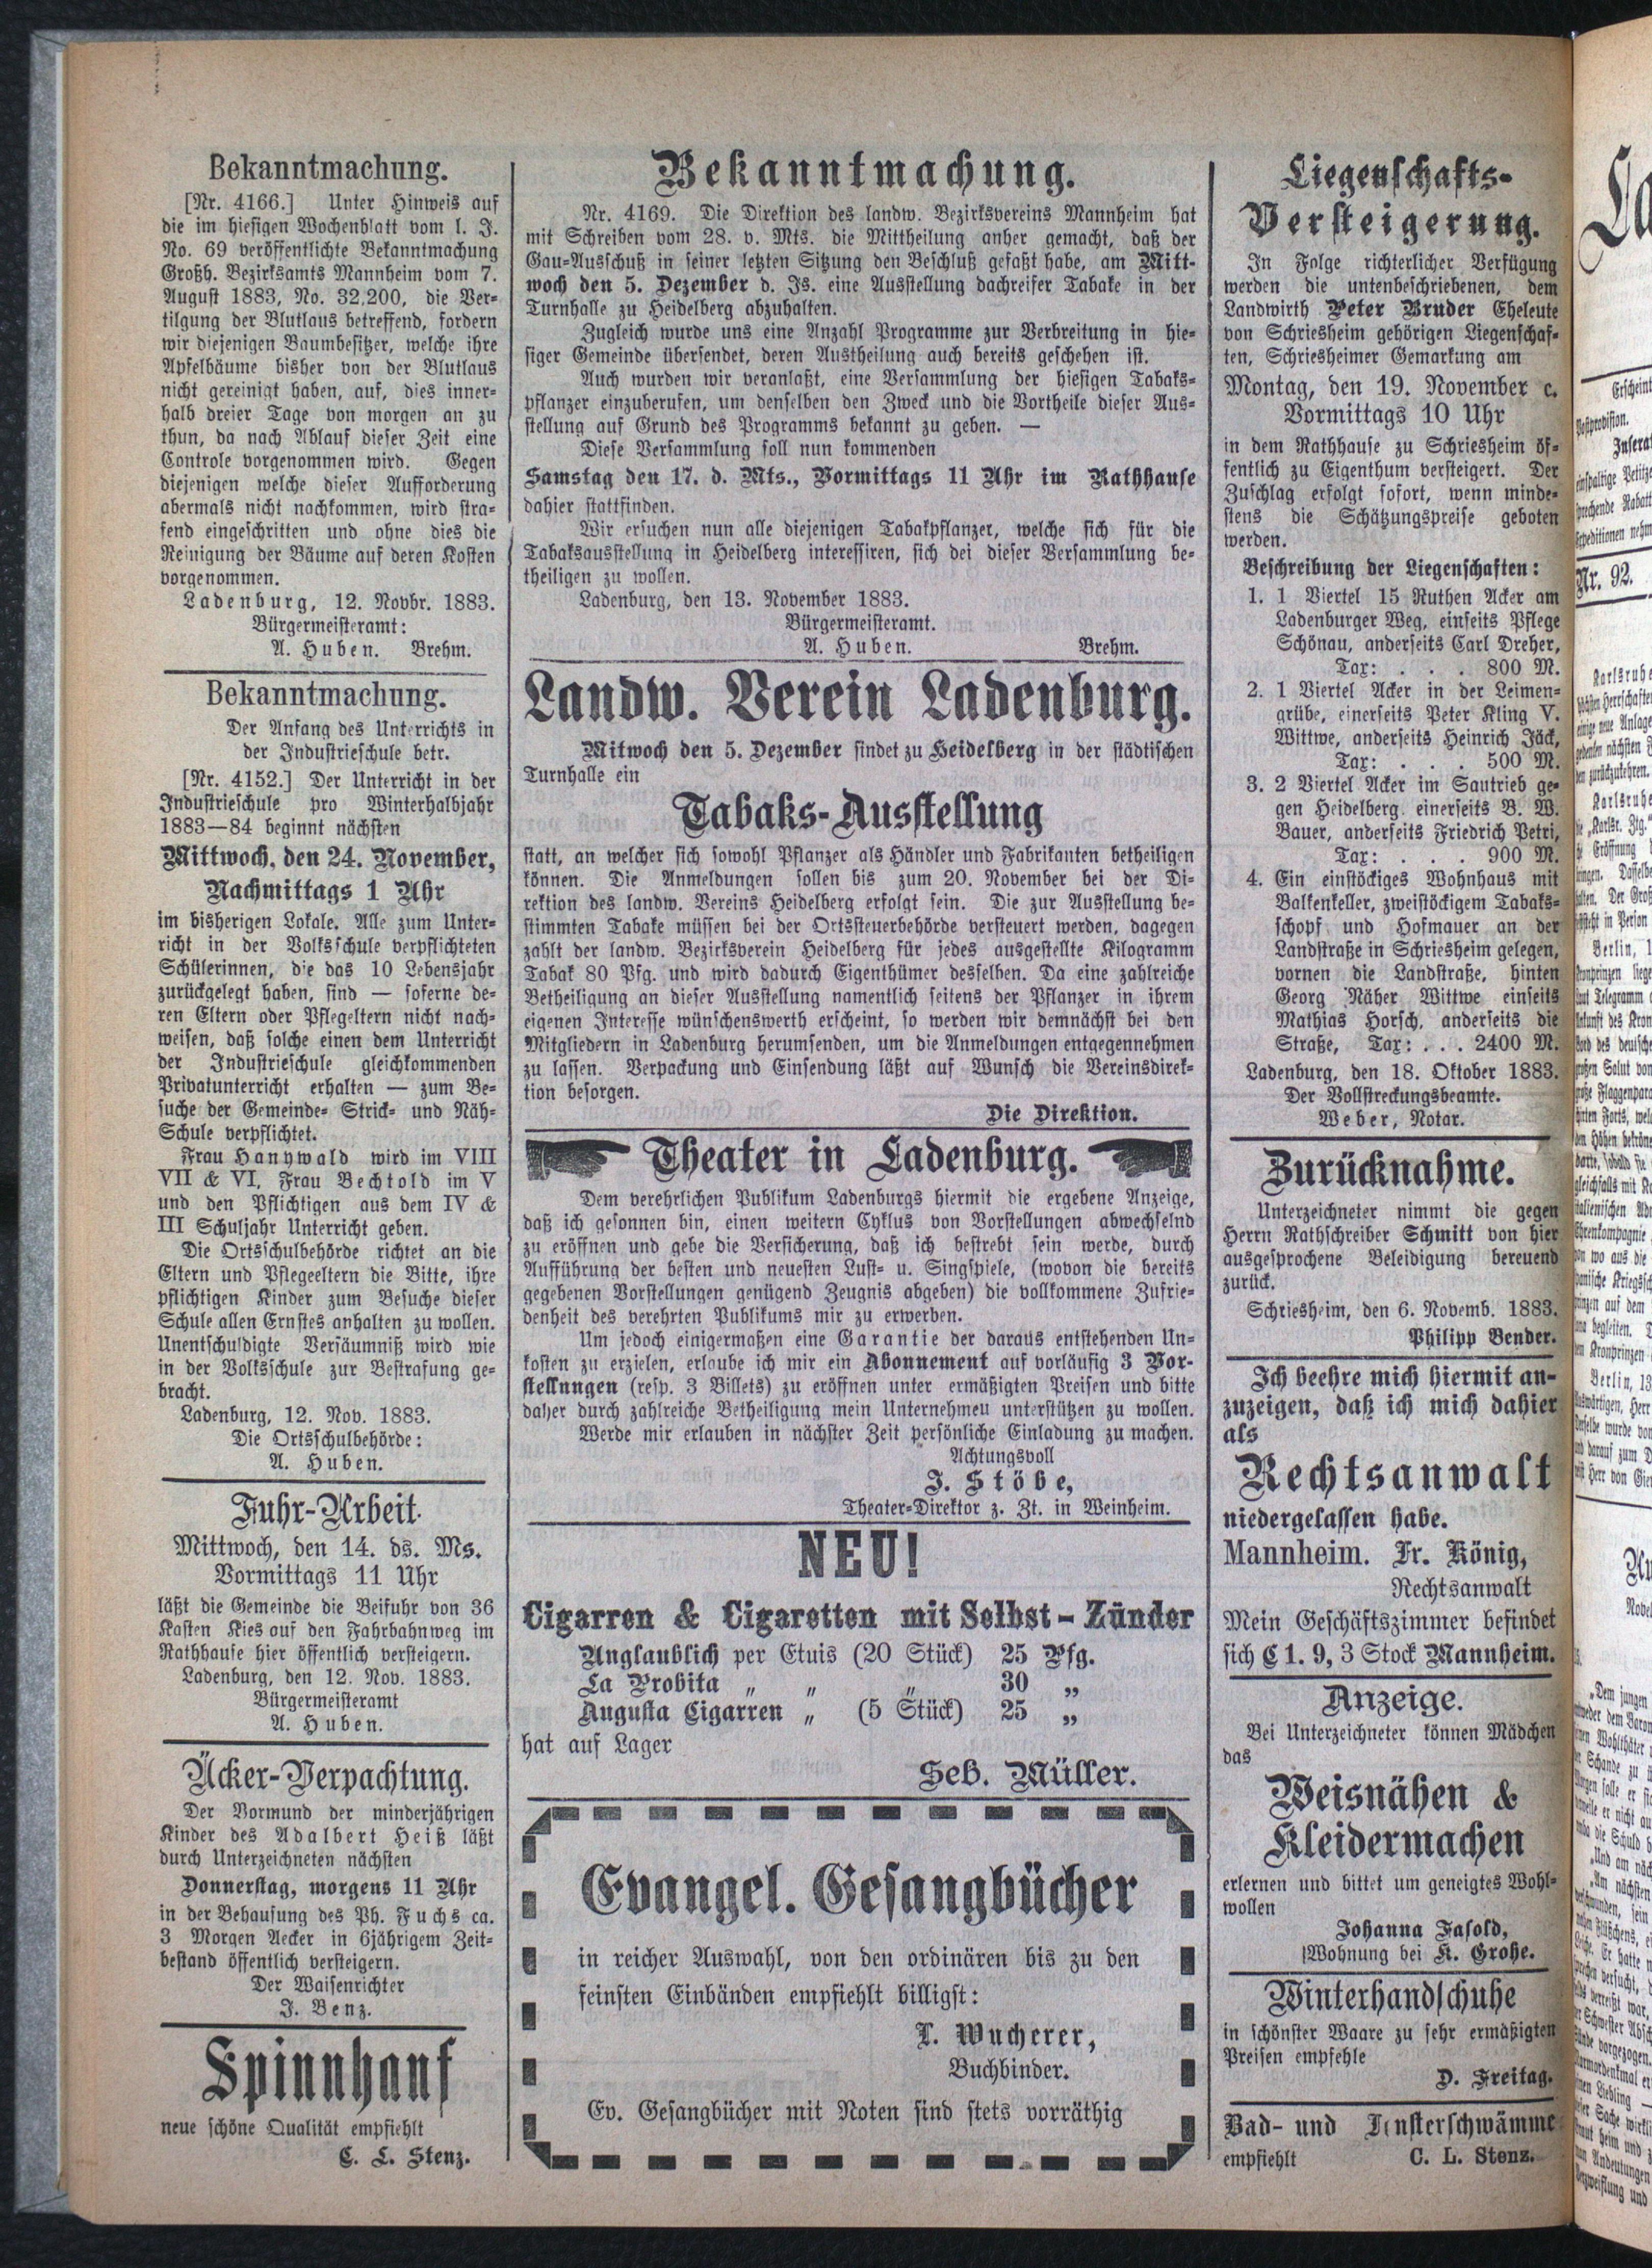 Bekanntmachung.
[Nr. 4166.] Unter Hinweis auf
die im hiesigen Wochenblatt vom l. J.
No. 69 veröffentlichte Bekanntmachung
Großh. Bezirksamts Mannheim vom 7.
August 1883, No. 32,200, die Ver-
tilgung der Blutlaus betreffend, fordern
wir diejenigen Baumbesitzer, welche ihre
Apfelbäume bisher von der Blutlaus
nicht gereinigt haben, auf, dies inner-
halb dreier Tage von morgen an zu
thun, da nach Ablauf dieser Zeit eine
Controle vorgenommen wird. Gegen
diejenigen welche dieser Aufforderung
abermals nicht nachkommen, wird stra-
fend eingeschritten und ohne dies die
Reinigung der Bäume auf deren Kosten
vorgenommen.
Ladenburg, 12. Novbr. 1883.
Bürgermeisteramt:
A. Huben. Brehm.
Bekanntmachung.
Der Anfang des Unterrichts in
der Industrieschule betr.
[Nr. 4152.] Der Unterricht in der
Industrieschule pro Winterhalbjahr
1883—84 beginnt nächsten
Mittwoch, den 24. November,
Nachmittags 1 Uhr
im bisherigen Lokale. Alle zum Unter-
richt in der Volksschule verpflichteten
Schülerinnen, die das 10 Lebensjahr
zurückgelegt haben, sind — soferne de-
ren Eltern oder Pflegeltern nicht nach-
weisen, daß solche einen dem Unterricht
der Industrieschule gleichkommenden
Privatunterricht erhalten — zum Be-
suche der Gemeinde- Strick- und Näh-
Schule verpflichtet.
Frau Hanywald wird im VIII
VII & VI, Frau Bechtold im V
und den Pflichtigen aus dem IV &
III Schuljahr Unterricht geben.
Die Ortsschulbehörde richtet an die
Eltern und Pflegeeltern die Bitte, ihre
pflichtigen Kinder zum Besuche dieser
Schule allen Ernstes anhalten zu wollen.
Unentschuldigte Versäumniß wird wie
in der Volksschule zur Bestrafung ge-
bracht.
Ladenburg, 12. Nov. 1883.
Die Ortsschulbehörde:
A. Huben.
Fuhr-Arbeit.
Mittwoch, den 14. ds. Ms.
Vormittags 11 Uhr
läßt die Gemeinde die Beifuhr von 36
Kasten Kies auf den Fahrbahnweg im
Rathhause hier öffentlich versteigern.
Ladenburg, den 12. Nov. 1883.
Bürgermeisteramt
A. Huben.
Äcker-Verpachtung.
Der Vormund der minderjährigen
Kinder des Adalbert Heiß läßt
durch Unterzeichneten nächsten
Donnerstag, morgens 11 Uhr
in der Behausung des Ph. Fuchs ca.
3 Morgen Aecker in 6jährigem Zeit-
bestand öffentlich versteigern.
Der Waisenrichter
J. Benz.
Spinnhanf
neue schöne Qualität empfiehlt
C. L. Stenz.
Bekanntmachung.
Nr. 4169. Die Direktion des landw. Bezirksvereins Mannheim hat
mit Schreiben vom 28. v. Mts. die Mittheilung anher gemacht, daß der
Gau-Ausschuß in seiner letzten Sitzung den Beschluß gefaßt habe, am Mitt-
woch den 5. Dezember d. Js. eine Ausstellung dachreifer Tabake in der
Turnhalle zu Heidelberg abzuhalten.
Zugleich wurde uns eine Anzahl Programme zur Verbreitung in hie-
siger Gemeinde übersendet, deren Austheilung auch bereits geschehen ist.
Auch wurden wir veranlaßt, eine Versammlung der hiesigen Tabaks-
pflanzer einzuberufen, um denselben den Zweck und die Vortheile dieser Aus-
stellung auf Grund des Programms bekannt zu geben. —
Diese Versammlung soll nun kommenden
Samstag den 17. d. Mts., Vormittags 11 Uhr im Rathhause
dahier stattfinden.
Wir ersuchen nun alle diejenigen Tabakpflanzer, welche sich für die
Tabaksausstellung in Heidelberg interessiren, sich dei dieser Versammlung be-
theiligen zu wollen.
Ladenburg, den 13. November 1883.
Bürgermeisteramt.
A. Huben. Brehm.
Landw. Verein Ladenburg.
Mitwoch den 5. Dezember findet zu Heidelberg in der städtischen
Turnhalle ein
Tabaks-Ausstellung
statt, an welcher sich sowohl Pflanzer als Händler und Fabrikanten betheiligen
können. Die Anmeldungen sollen bis zum 20. November bei der Di-
rektion des landw. Vereins Heidelberg erfolgt sein. Die zur Ausstellung be-
stimmten Tabake müssen bei der Ortssteuerbehörde versteuert werden, dagegen
zahlt der landw. Bezirksverein Heidelberg für jedes ausgestellte Kilogramm
Tabak 80 Pfg. und wird dadurch Eigenthümer desselben. Da eine zahlreiche
Betheiligung an dieser Ausstellung namentlich seitens der Pflanzer in ihrem
eigenen Interesse wünschenswerth erscheint, so werden wir demnächst bei den
Mitgliedern in Ladenburg herumsenden, um die Anmeldungen entgegennehmen
zu lassen. Verpackung und Einsendung läßt auf Wunsch die Vereinsdirek-
tion besorgen.
Die Direktion.
Theater in Ladenburg.
Dem verehrlichen Publikum Ladenburgs hiermit die ergebene Anzeige,
daß ich gesonnen bin, einen weitern Cyklus von Vorstellungen abwechselnd
zu eröffnen und gebe die Versicherung, daß ich bestrebt sein werde, durch
Aufführung der besten und neuesten Lust- u. Singspiele, (wovon die bereits
gegebenen Vorstellungen genügend Zeugnis abgeben) die vollkommene Zufrie-
denheit des verehrten Publikums mir zu erwerben.
Um jedoch einigermaßen eine Garantie der daraus entstehenden Un-
kosten zu erzielen, erlaube ich mir ein Abonnement auf vorläufig 3 Vor-
stellungen (resp. 3 Billets) zu eröffnen unter ermäßigten Preisen und bitte
daher durch zahlreiche Betheiligung mein Unternehmeu unterstützen zu wollen.
Werde mir erlauben in nächster Zeit persönliche Einladung zu machen.
Achtungsvoll
J. Stöbe,
Theater-Direktor z. Zt. in Weinheim.
NEU!
Cigarren & Cigaretten mit Selbst-Zünder
Unglaublich per Etuis (20 Stück) 25 Pfg.
La Probita „ „ „ 30 „
Augusta Cigarren „ (5 Stück) 25 „
hat auf Lager
Seb. Müller.
Evangel. Gesangbücher
in reicher Auswahl, von den ordinären bis zu den
feinsten Einbänden empfiehlt billigst:
L. Wucherer,
Buchbinder.
Ev. Gesangbücher mit Noten sind stets vorräthig
Liegenschafts-
Versteigerung.
In Folge richterlicher Verfügung
werden die untenbeschriebenen, dem
Landwirth Peter Bruder Eheleute
von Schriesheim gehörigen Liegenschaf-
ten, Schriesheimer Gemarkung am
Montag, den 19. November c.
Vormittags 10 Uhr
in dem Rathhause zu Schriesheim öf-
fentlich zu Eigenthum versteigert. Der
Zuschlag erfolgt sofort, wenn minde-
stens die Schätzungspreise geboten
werden.
Beschreibung der Liegenschaften:
1. 1 Viertel 15 Ruthen Acker am
Ladenburger Weg, einseits Pflege
Schönau, anderseits Carl Dreher,
Tax: . . . 800 M.
2. 1 Viertel Acker in der Leimen-
grübe, einerseits Peter Kling V.
Wittwe, anderseits Heinrich Jäck,
Tax: . . . 500 M.
3. 2 Viertel Acker im Sautrieb ge-
gen Heidelberg. einerseits B. W.
Bauer, anderseits Friedrich Petri,
Tax: . . . 900 M.
4. Ein einstöckiges Wohnhaus mit
Balkenkeller, zweistöckigem Tabaks-
schopf und Hofmauer an der
Landstraße in Schriesheim gelegen,
vornen die Landstraße, hinten
Georg Näher Wittwe einseits
Mathias Horsch, anderseits die
Straße, Tax: . . . 2400 M.
Ladenburg, den 18. Oktober 1883.
Der Vollstreckungsbeamte.
Weber, Notar.
Zurücknahme.
Unterzeichneter nimmt die gegen
Herrn Rathschreiber Schmitt von hier
ausgesprochene Beleidigung bereuend
zurück.
Schriesheim, den 6. Novemb. 1883.
Philipp Bender.
Ich beehre mich hiermit an-
zuzeigen, daß ich mich dahier
als
Rechtsanwalt
niedergelassen habe.
Mannheim. Fr. König,
Rechtsanwalt
Mein Geschäftszimmer befindet
sich C 1. 9, 3 Stock Mannheim.
Anzeige.
Bei Unterzeichneter können Mädchen
das
Weisnähen &
Kleidermachen
erlernen und bittet um geneigtes Wohl-
wollen
Johanna Fasold,
Wohnung bei K. Grohe.
Winterhandschuhe
in schönster Waare zu sehr ermäßigten
Preisen empfehle
D. Freitag.
Bad- und Fensterschwämme
empfiehlt C. L. Stenz.
Nr. 92.